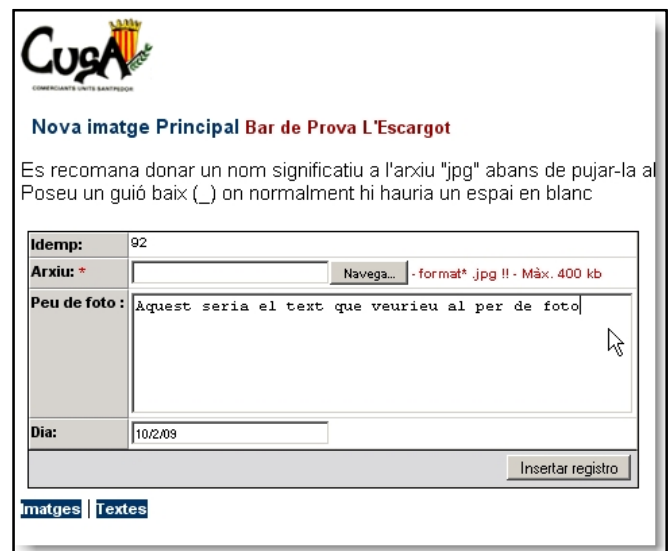 CUSA
COMERCIANTS UNITS SANTPEDOR
Nova imatge Principal Bar de Prova L'Escargot
Es recomana donar un nom significatiu a l'arxiu "jpg" abans de pujar-la al
Poseu un guió baix (_) on normalment hi hauria un espai en blanc
Idemp: 92
Arxiu: * Navega... - format* .jpg !! - Màx. 400 kb
Peu de foto : Aquest seria el text que veurieu al per de foto
Dia: 10/2/09
Insertar registro
Imatges | Textes